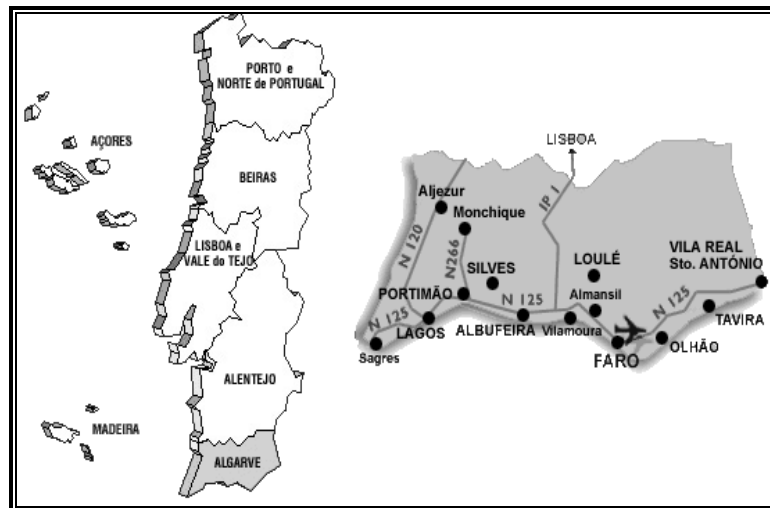 PORTO e
NORTE de PORTUGAL
AÇORES
BEIRAS
LISBOA e
VALE do TEJO
ALENTEJO
MADEIRA
ALGARVE
LISBOA
IP 1
Aljezur
Monchique
N 120
N266
SILVES
LOULÉ
VILA REAL
Sto. ANTÓNIO
PORTIMÃO
N 125
Almansil
N 125
N 125
LAGOS
ALBUFEIRA
Vilamoura
TAVIRA
Sagres
FARO
OLHÃO